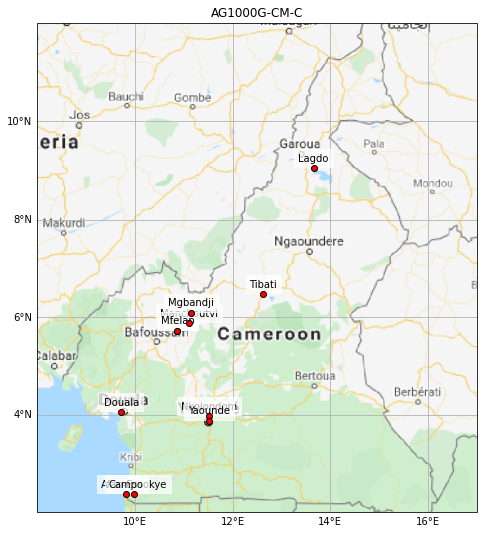 AG1000G-CM-C
الجامينا
Bauchi
Gombe
Jos
10°N
eria
Garoua
Pala
Lagdo
Mondou
8°N
Makurdi
Ngaoundere
Tibati
Mgbandji
6°N
Mfelap
Bafoussam
Cameroon
Calabar
Bertoua
Berbérati
4°N
Douala
Yaounde
Kribi
Campo
kye
10°E
12°E
14°E
16°E